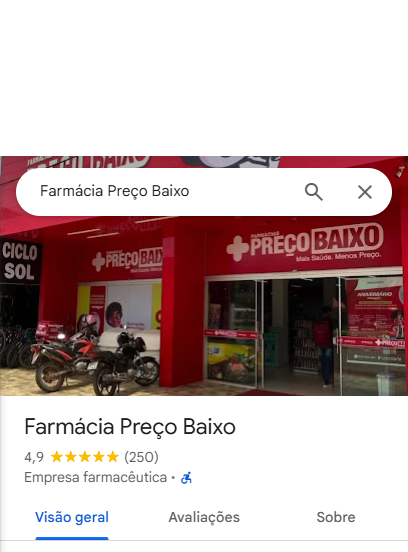 BAIXO
Farmácia Preço Baixo
CICLO
SOL
PREÇO BAIXO
PREÇO BAIXO
Mais Saúde. Menos Preço.
ANIVERSÁRIO
Farmácia Preço Baixo
4,9 (250)
Empresa farmacêutica ·
Visão geral Avaliações Sobre